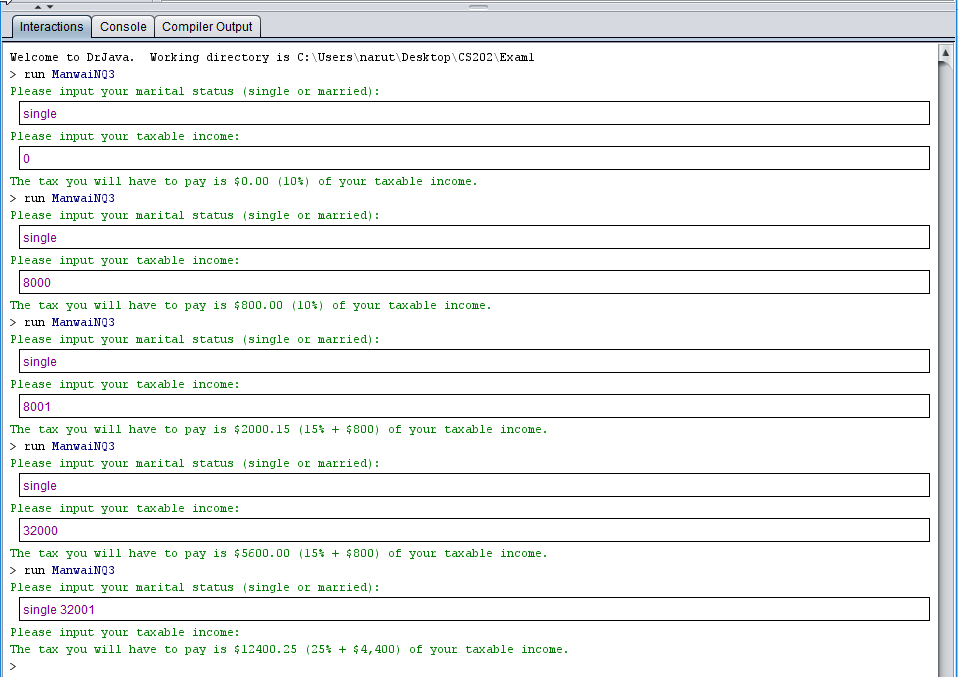 Interactions Console Compiler Output
Welcome to DrJava.  Working directory is C:\Users\narut\Desktop\CS202\Exam1
> run ManwaiNQ3
Please input your marital status (single or married):
single
Please input your taxable income:
0
The tax you will have to pay is $0.00 (10%) of your taxable income.
> run ManwaiNQ3
Please input your marital status (single or married):
single
Please input your taxable income:
8000
The tax you will have to pay is $800.00 (10%) of your taxable income.
> run ManwaiNQ3
Please input your marital status (single or married):
single
Please input your taxable income:
8001
The tax you will have to pay is $2000.15 (15% + $800) of your taxable income.
> run ManwaiNQ3
Please input your marital status (single or married):
single
Please input your taxable income:
32000
The tax you will have to pay is $5600.00 (15% + $800) of your taxable income.
> run ManwaiNQ3
Please input your marital status (single or married):
single 32001
Please input your taxable income:
The tax you will have to pay is $12400.25 (25% + $4,400) of your taxable income.
>